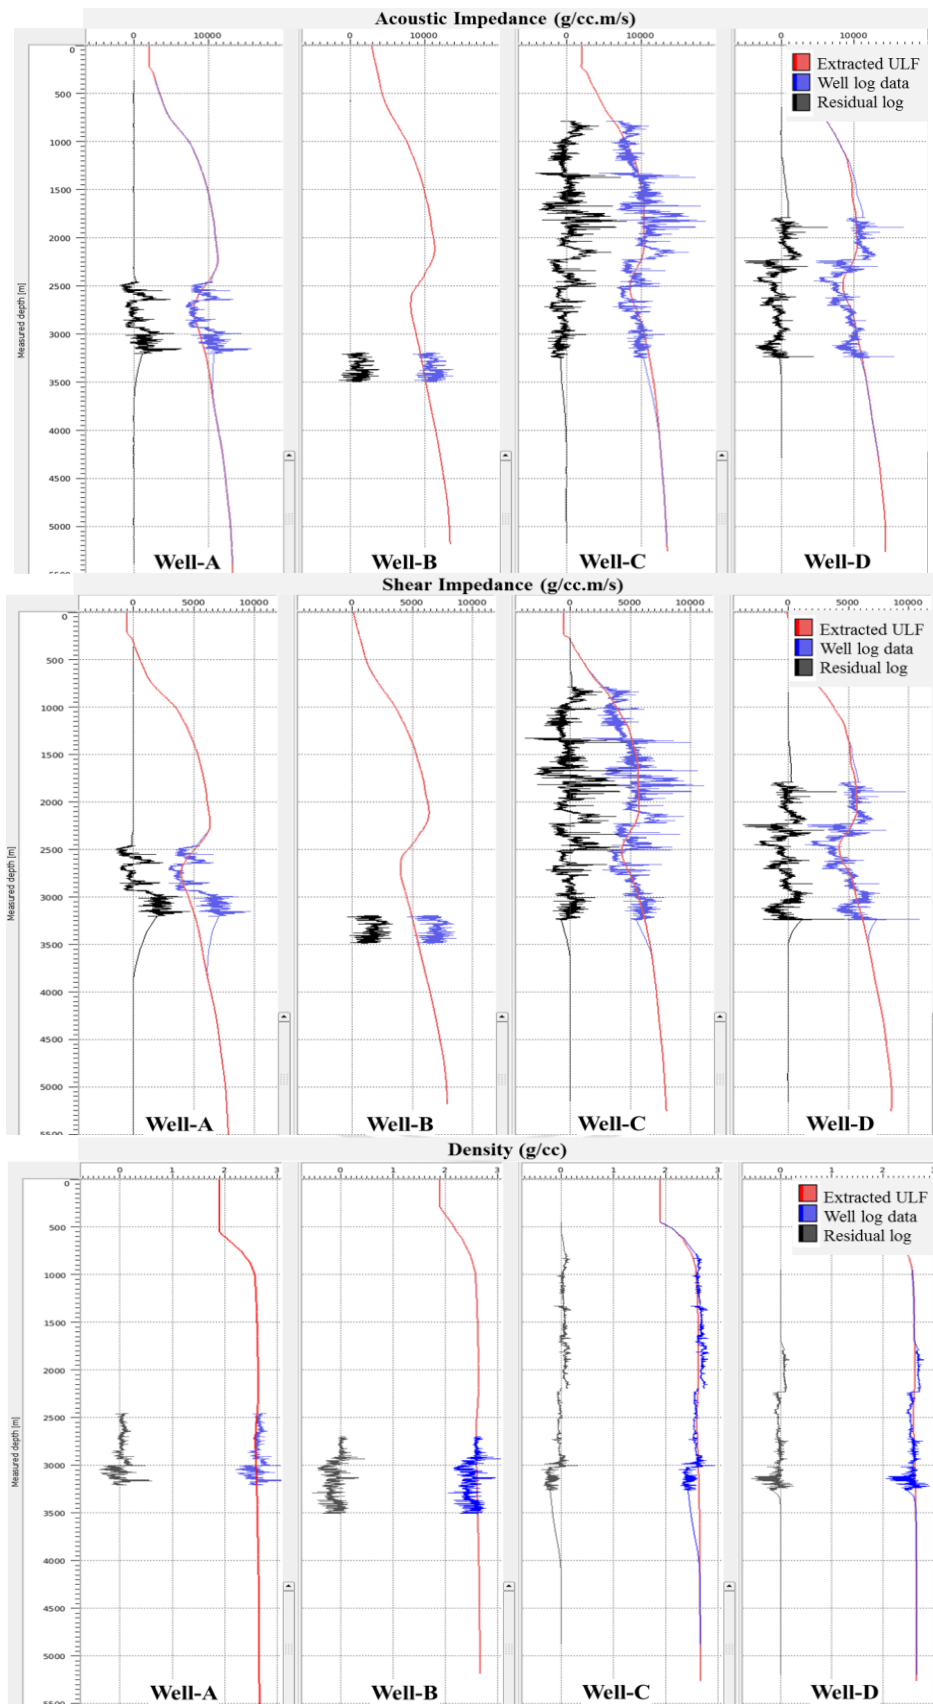 Acoustic Impedance (g/cc.m/s)
0 10000 0 10000 0 10000 0 10000
Measured depth [m]
0
500
1000
1500
2000
2500
3000
3500
4000
4500
5000
Extracted ULF
Well log data
Residual log
Well-A Well-B Well-C Well-D
Shear Impedance (g/cc.m/s)
0 5000 10000 0 5000 10000 0 5000 10000 0 5000 10000
Measured depth [m]
0
500
1000
1500
2000
2500
3000
3500
4000
4500
5000
5500
Extracted ULF
Well log data
Residual log
Well-A Well-B Well-C Well-D
Density (g/cc)
0 1 2 3 0 1 2 3 0 1 2 3 0 1 2 3
Measured depth [m]
0
500
1000
1500
2000
2500
3000
3500
4000
4500
5000
Extracted ULF
Well log data
Residual log
Well-A Well-B Well-C Well-D